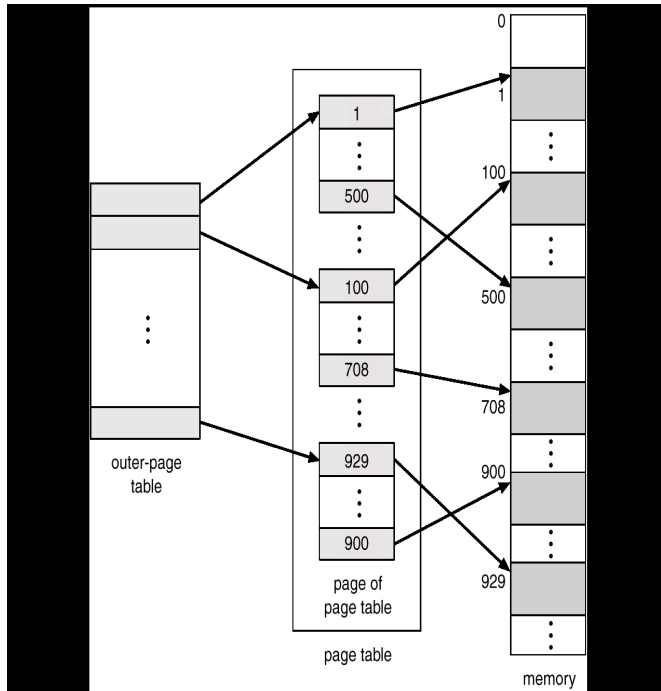 outer-page
table
1
500
100
708
929
900
page of
page table
page table
0
1
100
500
708
900
929
memory